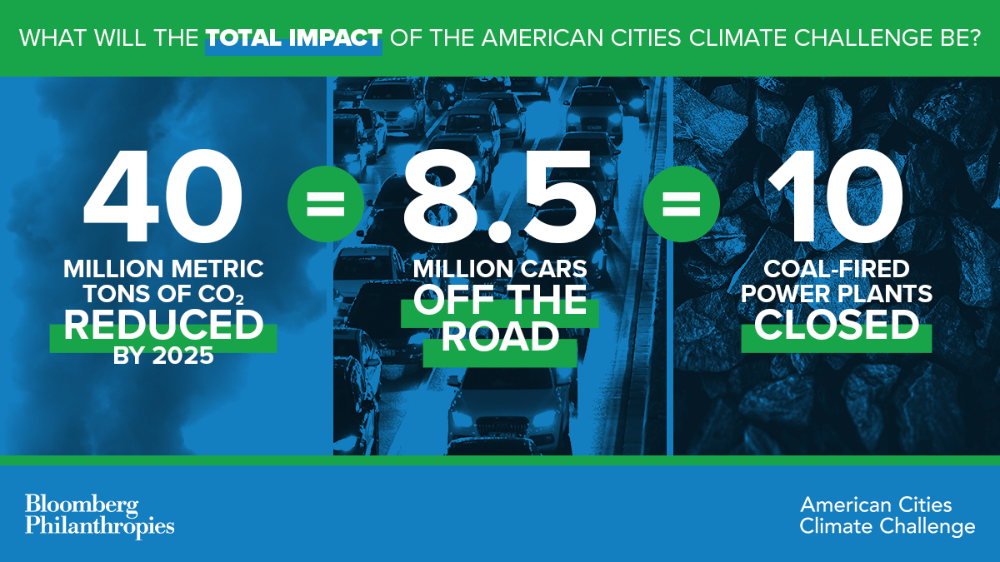 WHAT WILL THE TOTAL IMPACT OF THE AMERICAN CITIES CLIMATE CHALLENGE BE?
40
MILLION METRIC
TONS OF CO₂
REDUCED
BY 2025
=
8.5
MILLION CARS
OFF THE
ROAD
=
10
COAL-FIRED
POWER PLANTS
CLOSED
Bloomberg
Philanthropies
American Cities
Climate Challenge